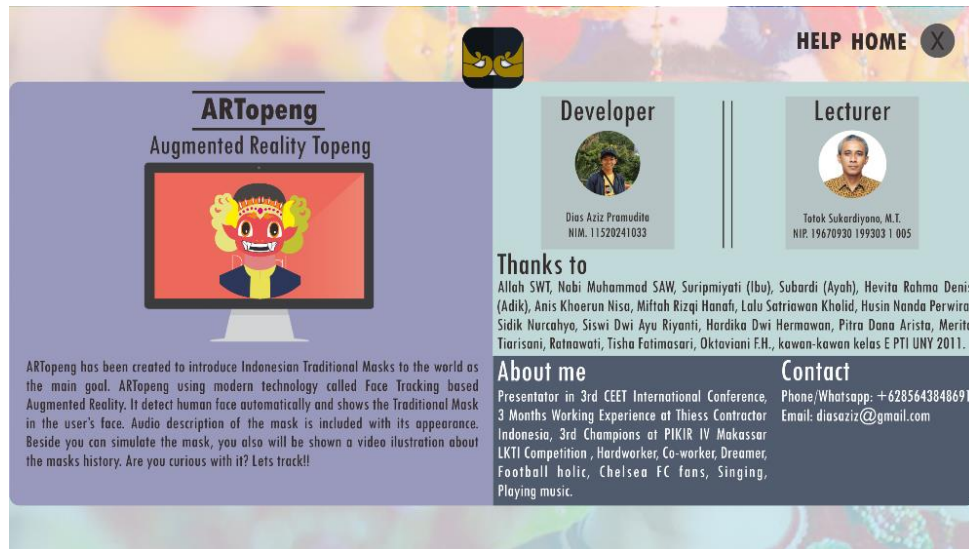 HELP HOME X
ARTopeng
Augmented Reality Topeng
ARTopeng has been created to introduce Indonesian Traditional Masks to the world as
the main goal. ARTopeng using modern technology called Face Tracking based
Augmented Reality. It detect human face automatically and shows the Traditional Mask
in the user's face. Audio description of the mask is included with its appearance.
Beside you can simulate the mask, you also will be shown a video ilustration about
the masks history. Are you curious with it? Lets track!!
Developer
Dias Aziz Pramudita
NIM. 11520241033
Lecturer
Totok Sukardiyono, M.T.
NIP. 19670930 199303 1 005
Thanks to
Allah SWT, Nabi Muhammad SAW, Suripmiyati (Ibu), Subardi (Ayah), Hevita Rahma Denis
(Adik), Anis Khoerun Nisa, Miftah Rizqi Hanafi, Lalu Satriawan Kholid, Husin Nanda Perwira,
Sidik Nurcahyo, Siswi Dwi Ayu Riyanti, Hardika Dwi Hermawan, Pitra Dana Arista, Merita
Tiarisani, Ratnawati, Tisha Fatimasari, Oktaviani F.H., kawan-kawan kelas E PTI UNY 2011.
About me
Presentator in 3rd CEET International Conference,
3 Months Working Experience at Thiess Contractor
Indonesia, 3rd Champions at PIKIR IV Makassar
LKTI Competition , Hardworker, Co-worker, Dreamer,
Football holic, Chelsea FC fans, Singing,
Playing music.
Contact
Phone/Whatsapp: +6285643848691
Email: diasaziz@gmail.com